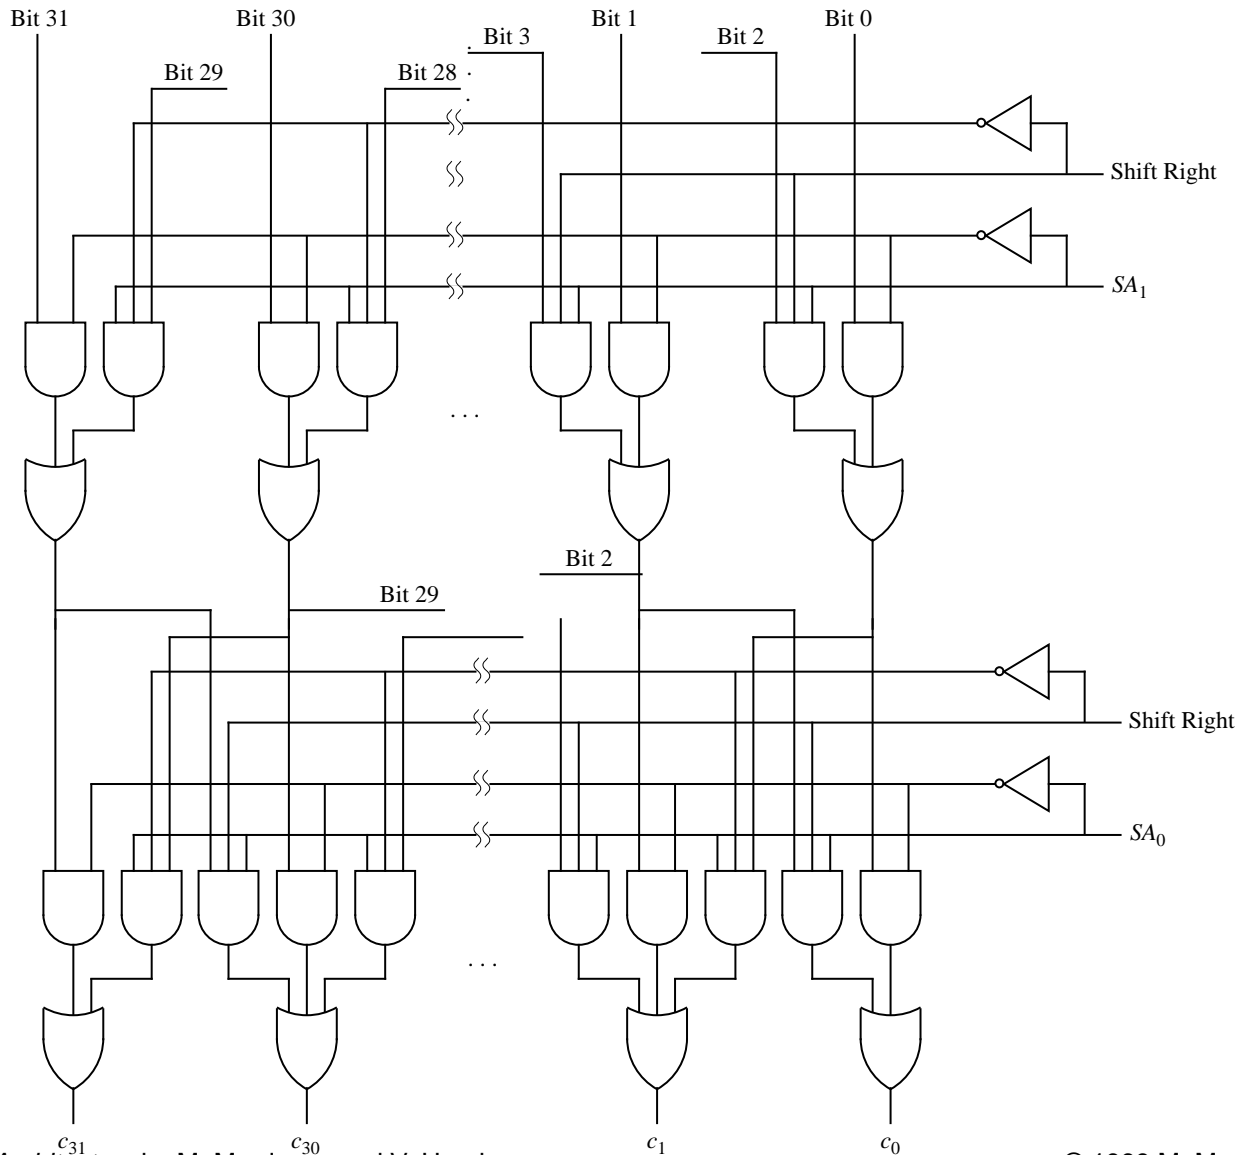 Bit 31
Bit 30
Bit 1
Bit 0
Bit 3
Bit 2
Bit 29
Bit 28
Shift Right
SA1
. . .
Bit 2
Bit 29
Shift Right
SA0
. . .
c31
c30
c1
c0